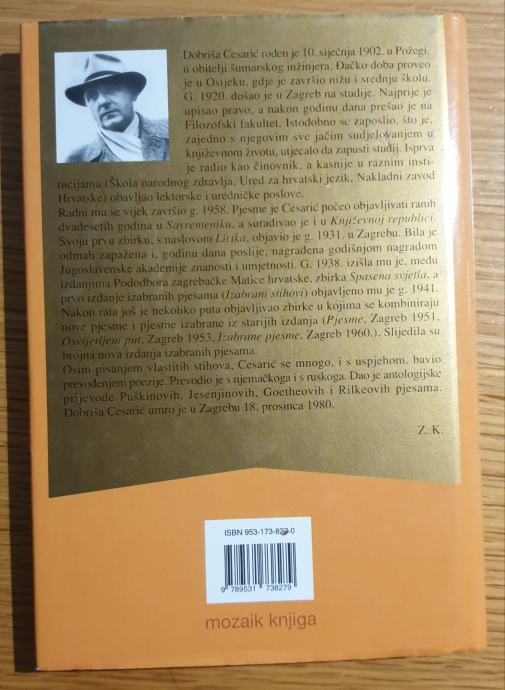 Dobriša Cesarić rođen je 10. siječnja 1902. u Požegi,
u obitelji šumarskog inžinjera. Đačko doba proveo
je u Osijeku, gdje je završio nižu i srednju školu.
G. 1920. došao je u Zagreb na studije. Najprije je
upisao pravo, a nakon godinu dana prešao je na
Filozofski fakultet. Istodobno se zaposlio, što je,
zajedno s njegovim sve jačim sudjelovanjem u
književnom životu, utjecalo da zapusti studij. Isprva
je radio kao činovnik, a kasnije u raznim insti-
tucijama (Škola narodnog zdravlja, Ured za hrvatski jezik, Nakladni zavod
Hrvatske) obavljao lektorske i uredničke poslove.
Radni mu se vijek završio g. 1958. Pjesme je Cesarić počeo objavljivati ranih
dvadesetih godina u Savremeniku, a surađivao je i u Književnoj republici.
Svoju prvu zbirku, s naslovom Lirika, objavio je g. 1931. u Zagrebu. Bila je
odmah zapažena i, godinu dana poslije, nagrađena godišnjom nagradom
Jugoslavenske akademije znanosti i umjetnosti. G. 1938. izišla mu je, među
izdanjima Pododbora zagrebačke Matice hrvatske, zbirka Spasena svjetla, a
prvo izdanje izabranih pjesama (Izabrani stihovi) objavljeno mu je g. 1941.
Nakon rata još je nekoliko puta objavljivao zbirke u kojima se kombiniraju
nove pjesme i pjesme izabrane iz starijih izdanja (Pjesme, Zagreb 1951,
Osvijetljeni put, Zagreb 1953, Izabrane pjesme, Zagreb 1960.). Slijedila su
brojna nova izdanja izabranih pjesama.
Osim pisanjem vlastitih stihova, Cesarić se mnogo, i s uspjehom, bavio
prevođenjem poezije. Prevodio je s njemačkoga i s ruskoga. Dao je antologijske
prijevode Puškinovih, Jesenjinovih, Goetheovih i Rilkeovih pjesama.
Dobriša Cesarić umro je u Zagrebu 18. prosinca 1980.
Z. K.
ISBN 953-173-827-0
9 789531 738279
mozaik knjiga